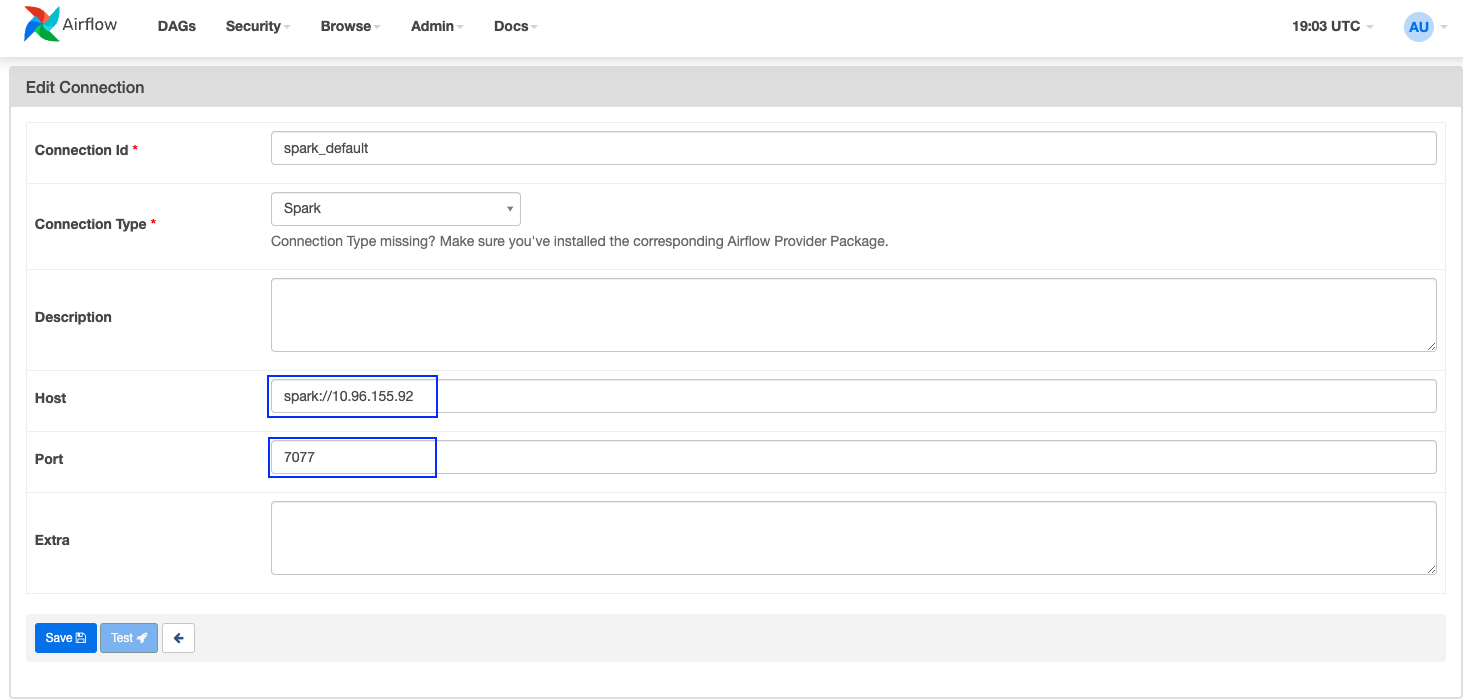 Airflow DAGs Security Browse Admin Docs 19:03 UTC AU
Edit Connection
Connection Id * spark_default
Connection Type * Spark
Connection Type missing? Make sure you've installed the corresponding Airflow Provider Package.
Description
Host spark://10.96.155.92
Port 7077
Extra
Save Test